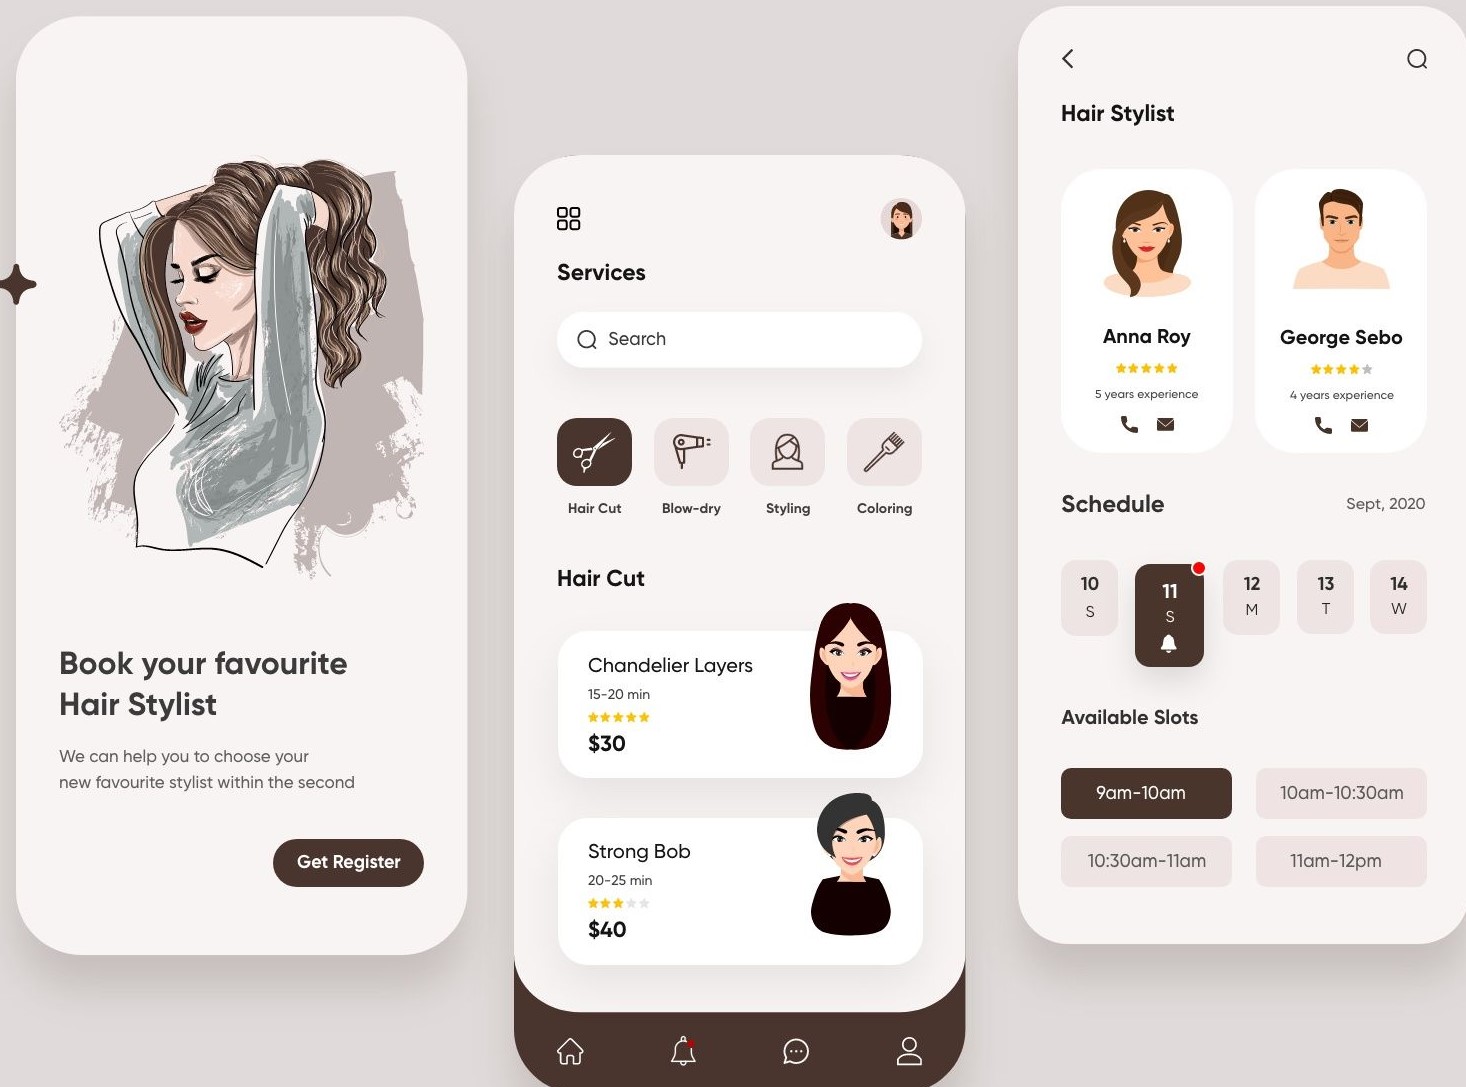 Book your favourite
Hair Stylist
We can help you to choose your
new favourite stylist within the second
Get Register
Services
Search
Hair Cut
Blow-dry
Styling
Coloring
Hair Cut
Chandelier Layers
15-20 min
$30
Strong Bob
20-25 min
$40
Hair Stylist
Anna Roy
5 years experience
George Sebo
4 years experience
Schedule
Sept, 2020
10
S
11
S
12
M
13
T
14
W
Available Slots
9am-10am
10am-10:30am
10:30am-11am
11am-12pm